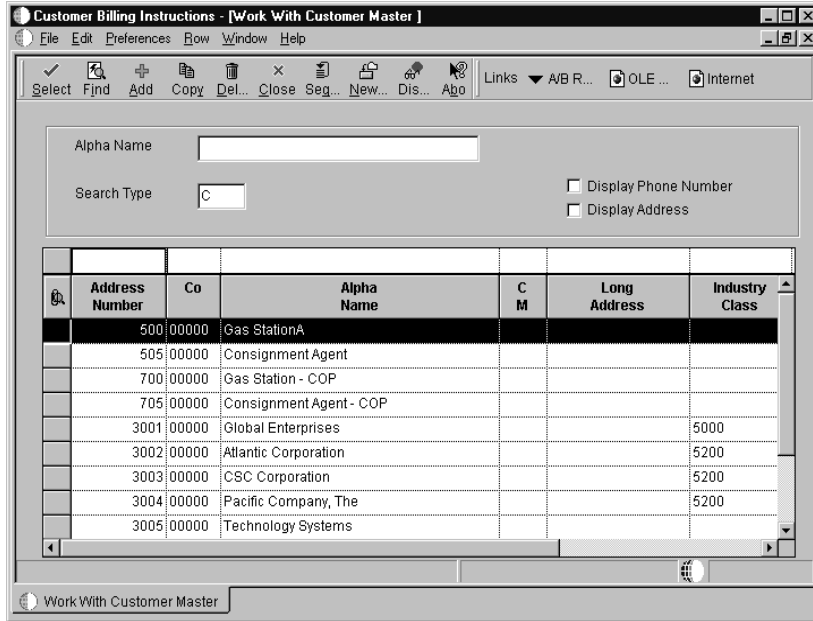 Customer Billing Instructions - [Work With Customer Master ]
File Edit Preferences Row Window Help
Select Find Add Copy Del... Close Seq... New... Dis... Abo Links A/B R... OLE ... Internet
Alpha Name
Search Type C
Display Phone Number
Display Address
Address Number Co Alpha Name C M Long Address Industry Class
500 00000 Gas StationA
505 00000 Consignment Agent
700 00000 Gas Station - COP
705 00000 Consignment Agent - COP
3001 00000 Global Enterprises 5000
3002 00000 Atlantic Corporation 5200
3003 00000 CSC Corporation 5200
3004 00000 Pacific Company, The 5200
3005 00000 Technology Systems
Work With Customer Master